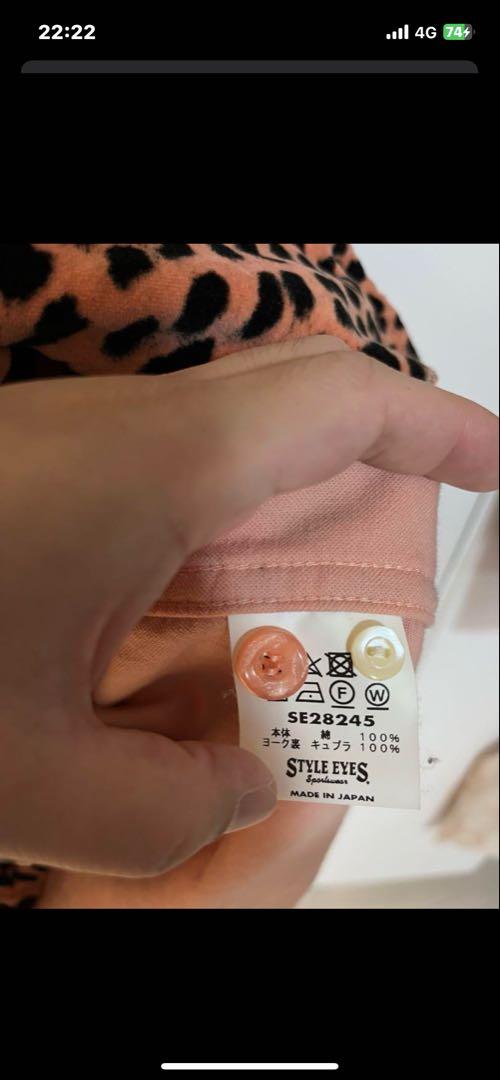 22:22 4G 74
F W
SE28245
本体 綿 100%
ヨーク裏 キュプラ 100%
STYLE EYES
Sportswear
MADE IN JAPAN